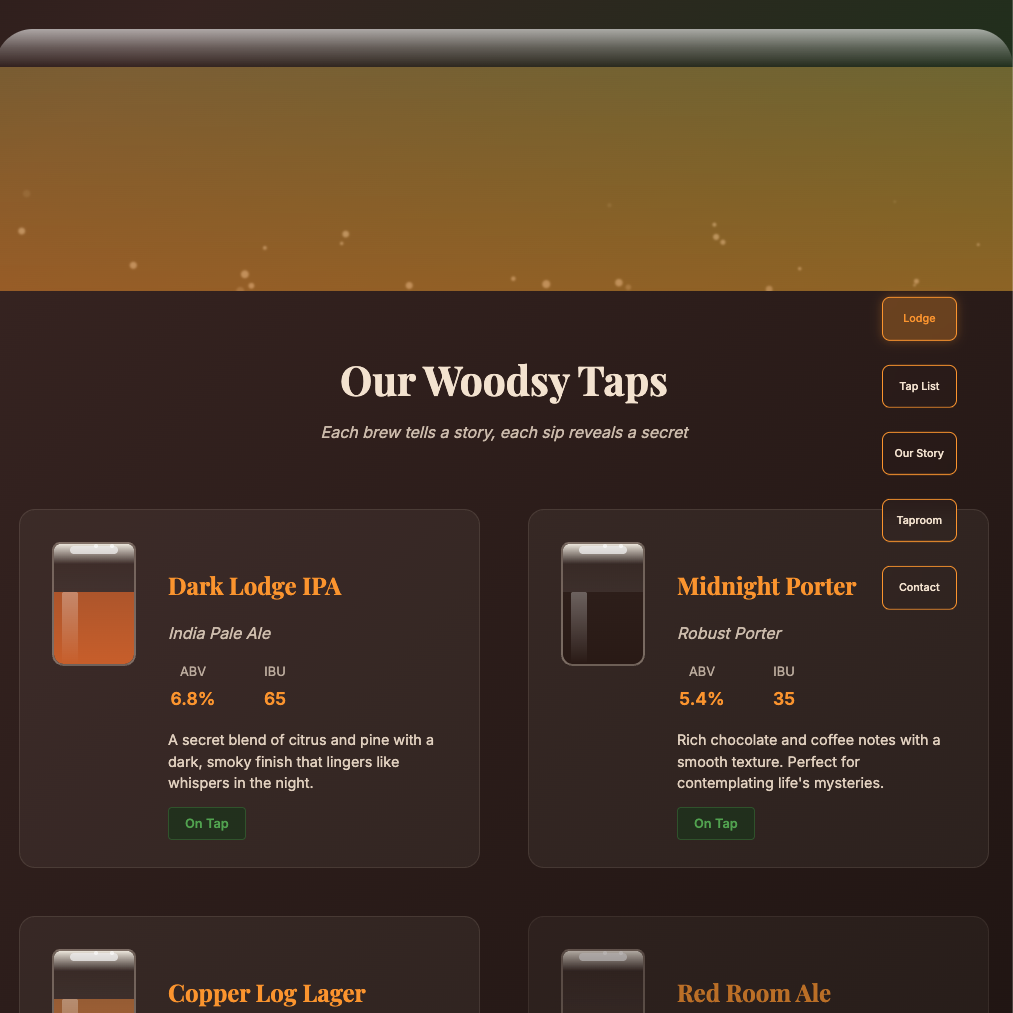 Lodge
Tap List
Our Story
Taproom
Contact
Our Woodsy Taps
Each brew tells a story, each sip reveals a secret
Dark Lodge IPA
India Pale Ale
ABV IBU
6.8% 65
A secret blend of citrus and pine with a
dark, smoky finish that lingers like
whispers in the night.
On Tap
Midnight Porter
Robust Porter
ABV IBU
5.4% 35
Rich chocolate and coffee notes with a
smooth texture. Perfect for
contemplating life's mysteries.
On Tap
Copper Log Lager
Red Room Ale